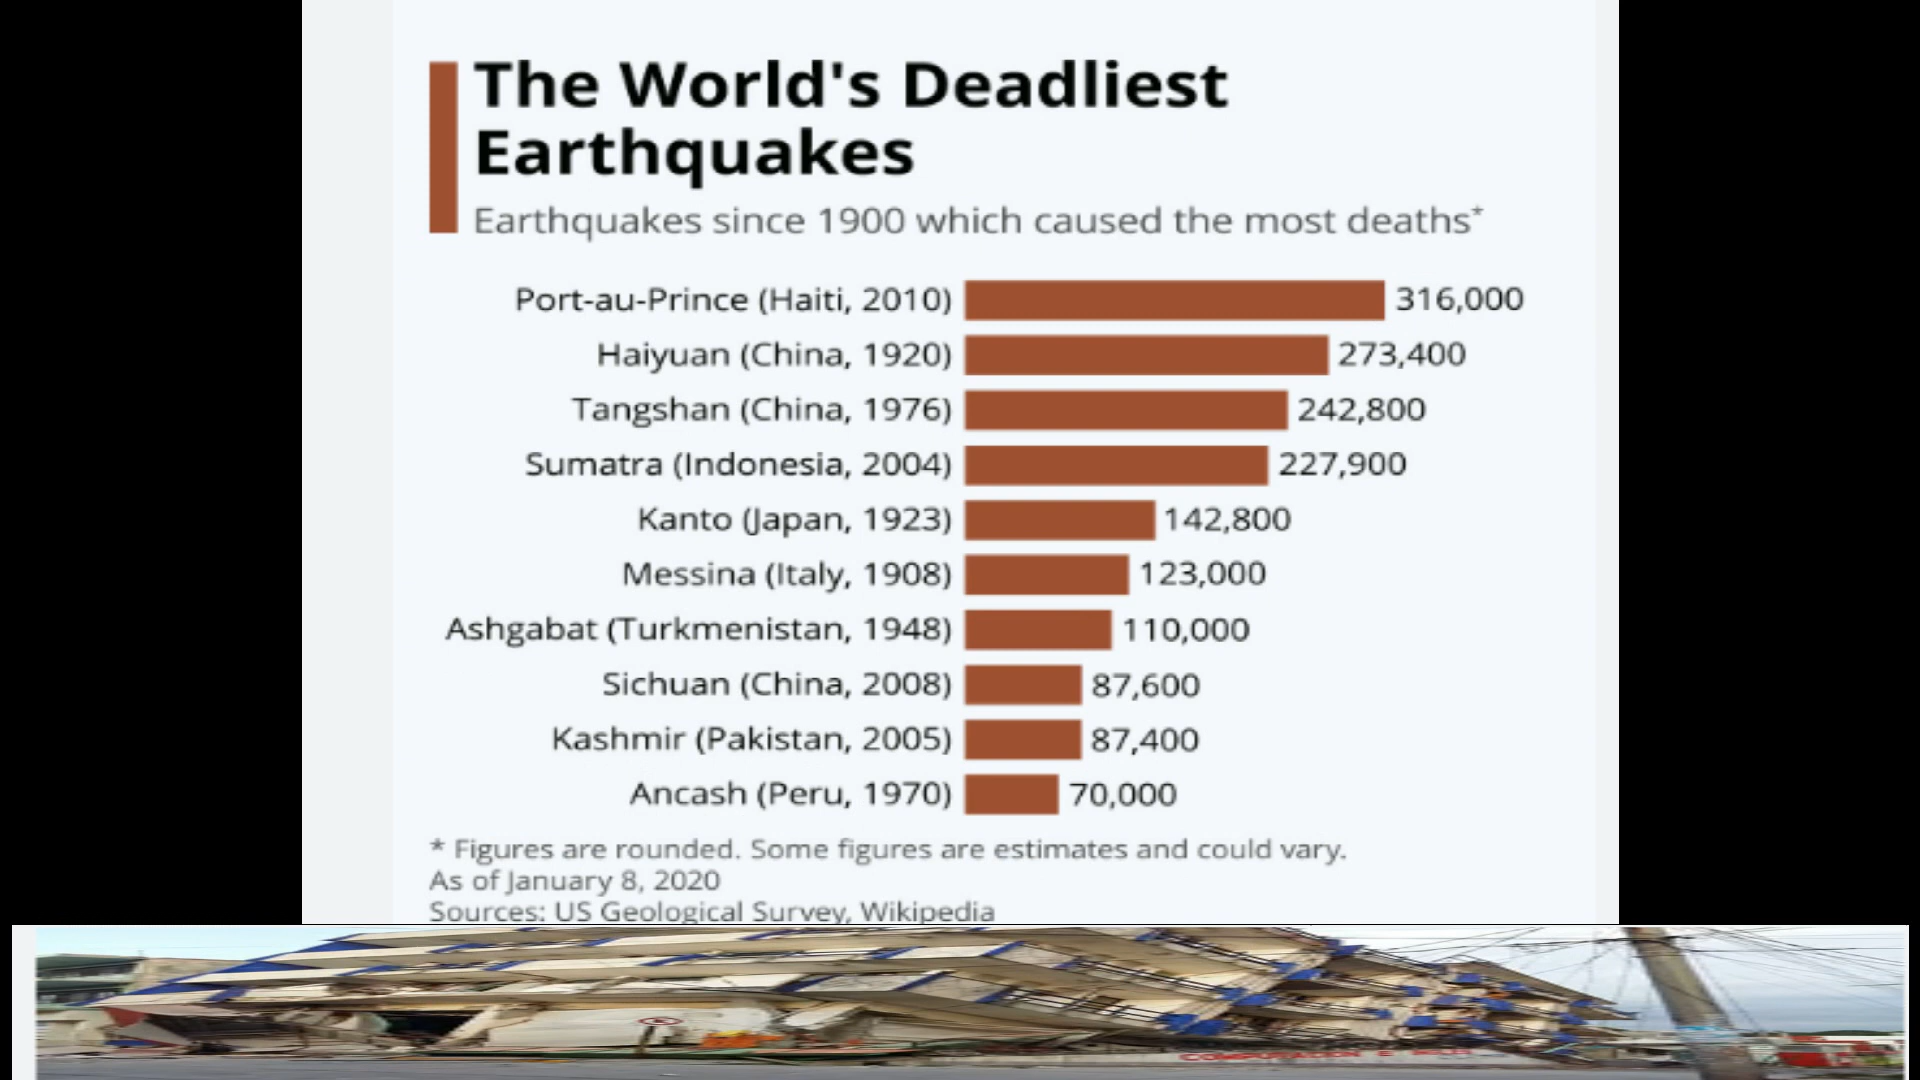 The World's Deadliest
Earthquakes
Earthquakes since 1900 which caused the most deaths*
Port-au-Prince (Haiti, 2010) 316,000
Haiyuan (China, 1920) 273,400
Tangshan (China, 1976) 242,800
Sumatra (Indonesia, 2004) 227,900
Kanto (Japan, 1923) 142,800
Messina (Italy, 1908) 123,000
Ashgabat (Turkmenistan, 1948) 110,000
Sichuan (China, 2008) 87,600
Kashmir (Pakistan, 2005) 87,400
Ancash (Peru, 1970) 70,000
* Figures are rounded. Some figures are estimates and could vary.
As of January 8, 2020
Sources: US Geological Survey, Wikipedia